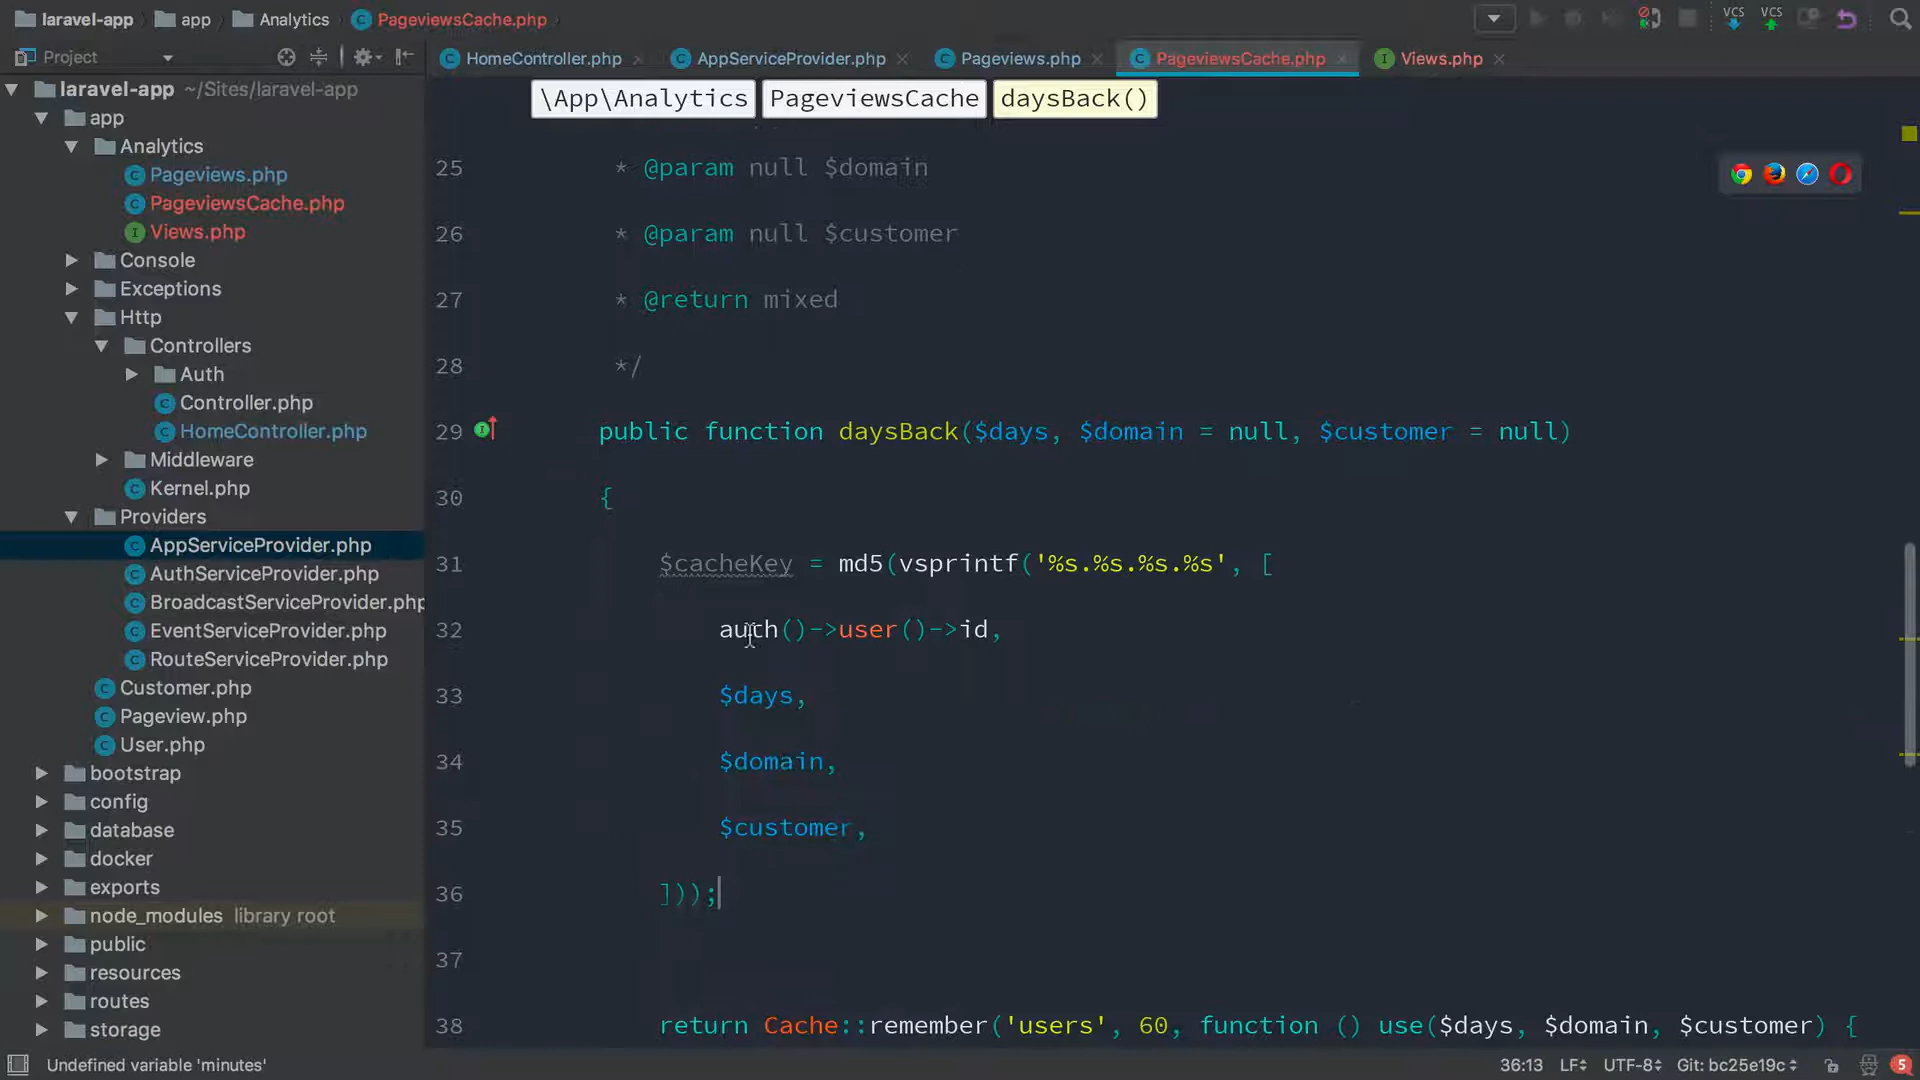 laravel-app app Analytics PageviewsCache.php
VCS VCS
Project
HomeController.php AppServiceProvider.php Pageviews.php PageviewsCache.php Views.php
laravel-app ~/Sites/laravel-app
app
Analytics
Pageviews.php
PageviewsCache.php
Views.php
Console
Exceptions
Http
Controllers
Auth
Controller.php
HomeController.php
Middleware
Kernel.php
Providers
AppServiceProvider.php
AuthServiceProvider.php
BroadcastServiceProvider.php
EventServiceProvider.php
RouteServiceProvider.php
Customer.php
Pageview.php
User.php
bootstrap
config
database
docker
exports
node_modules library root
public
resources
routes
storage
\App\Analytics PageviewsCache daysBack()
25 * @param null $domain
26 * @param null $customer
27 * @return mixed
28 */
29 public function daysBack($days, $domain = null, $customer = null)
30 {
31 $cacheKey = md5(vsprintf('%s.%s.%s.%s', [
32 auth()->user()->id,
33 $days,
34 $domain,
35 $customer,
36 ]));
37
38 return Cache::remember('users', 60, function () use($days, $domain, $customer) {
Undefined variable 'minutes'
36:13 LF UTF-8 Git: bc25e19c 5